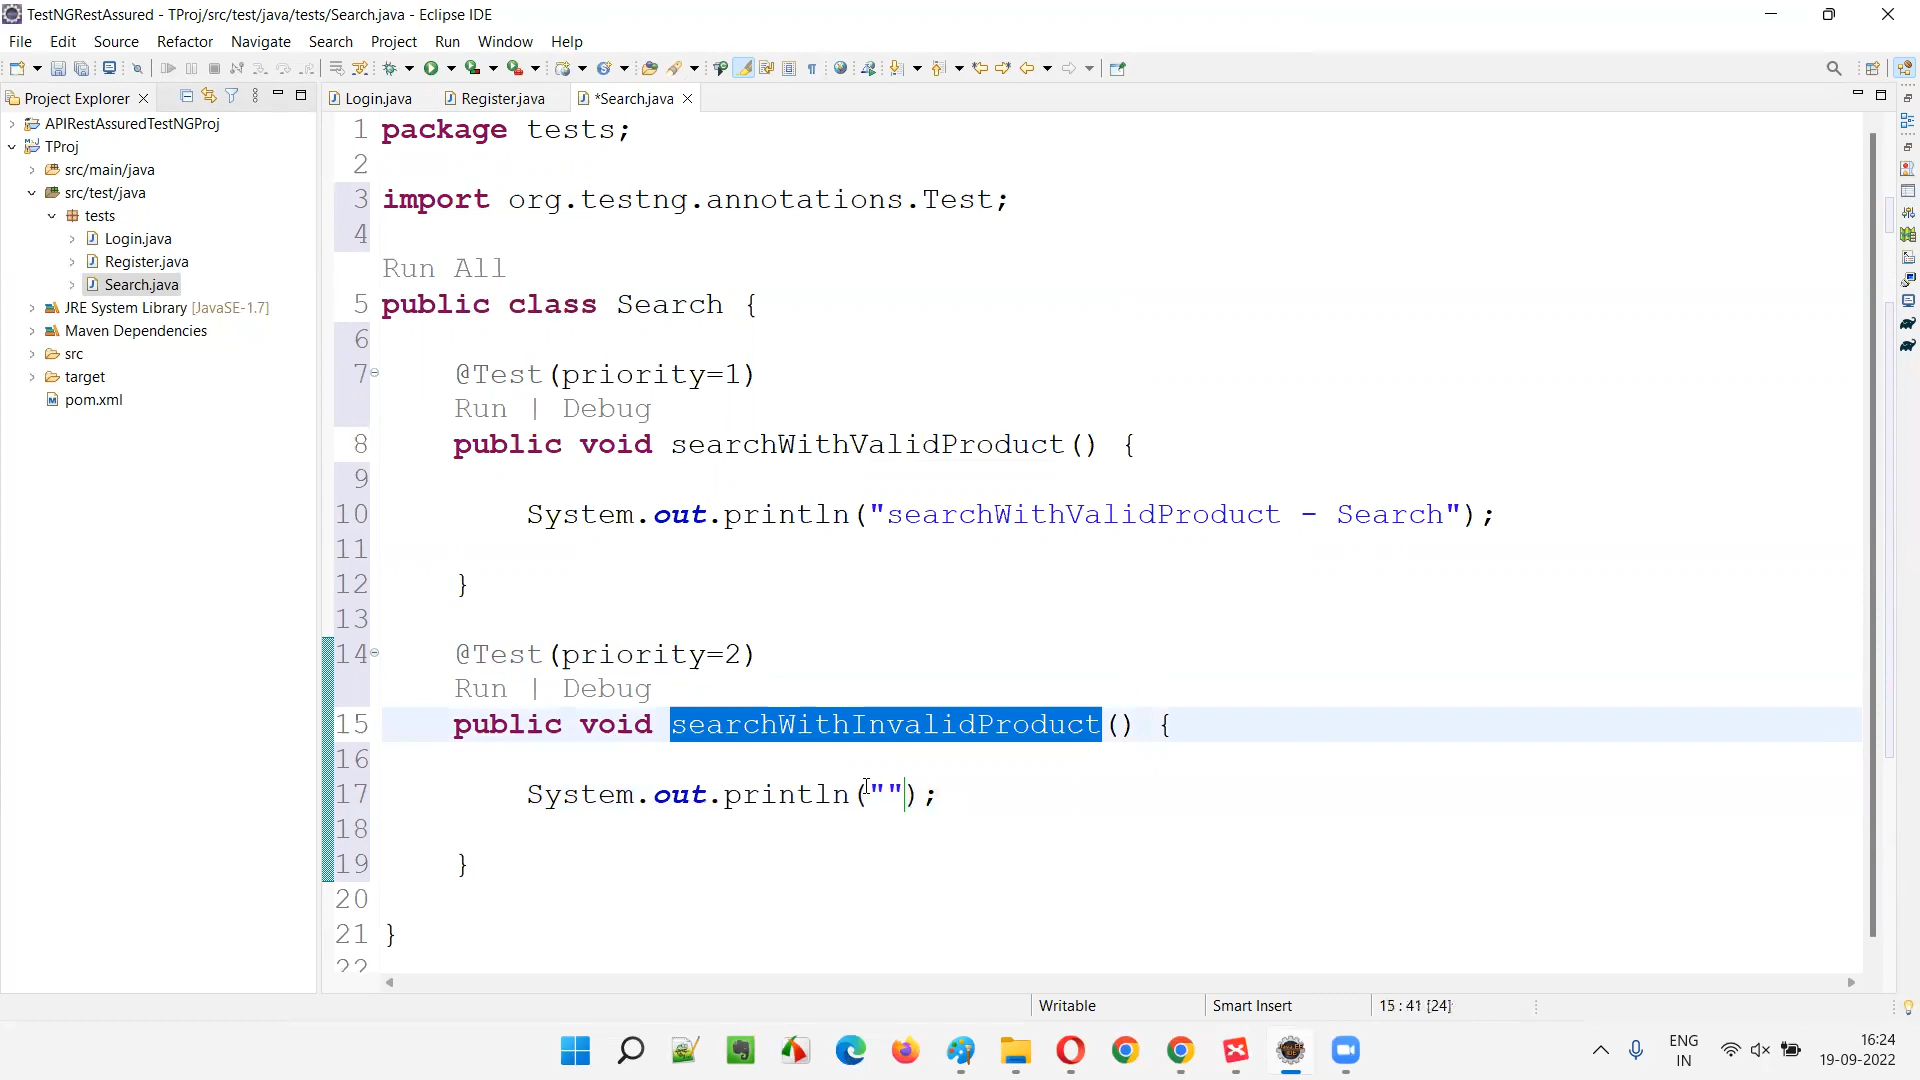 TestNGRestAssured - TProj/src/test/java/tests/Search.java - Eclipse IDE
File Edit Source Refactor Navigate Search Project Run Window Help
Project Explorer
Login.java Register.java *Search.java
APIRestAssuredTestNGProj
TProj
src/main/java
src/test/java
tests
Login.java
Register.java
Search.java
JRE System Library [JavaSE-1.7]
Maven Dependencies
src
target
pom.xml
1 package tests;
2
3 import org.testng.annotations.Test;
4
Run All
5 public class Search {
6
7 @Test(priority=1)
Run | Debug
8 public void searchWithValidProduct() {
9
10 System.out.println("searchWithValidProduct - Search");
11
12 }
13
14 @Test(priority=2)
Run | Debug
15 public void searchWithInvalidProduct() {
16
17 System.out.println("");
18
19 }
20
21 }
22
Writable Smart Insert 15 : 41 [24]
ENG
IN
16:24
19-09-2022